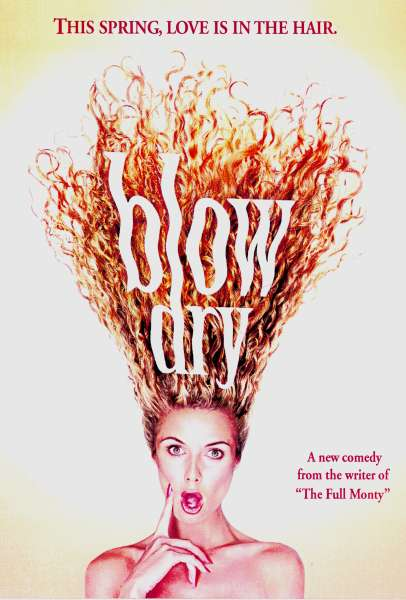 THIS SPRING, LOVE IS IN THE HAIR.
blow
dry
A new comedy
from the writer of
“The Full Monty”